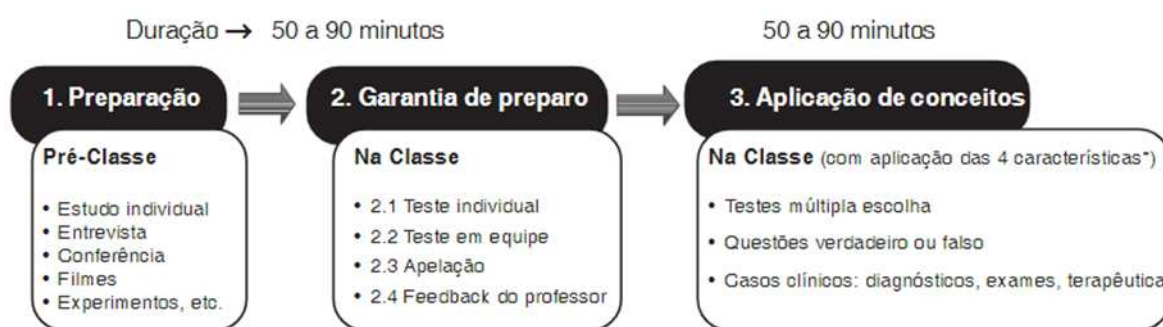 Duração → 50 a 90 minutos
50 a 90 minutos
1. Preparação
2. Garantia de preparo
3. Aplicação de conceitos
Pré-Classe
• Estudo individual
• Entrevista
• Conferência
• Filmes
• Experimentos, etc.
Na Classe
• 2.1 Teste individual
• 2.2 Teste em equipe
• 2.3 Apelação
• 2.4 Feedback do professor
Na Classe (com aplicação das 4 características*)
• Testes múltipla escolha
• Questões verdadeiro ou falso
• Gasos clínicos: diagnósticos, exames, terapêutica